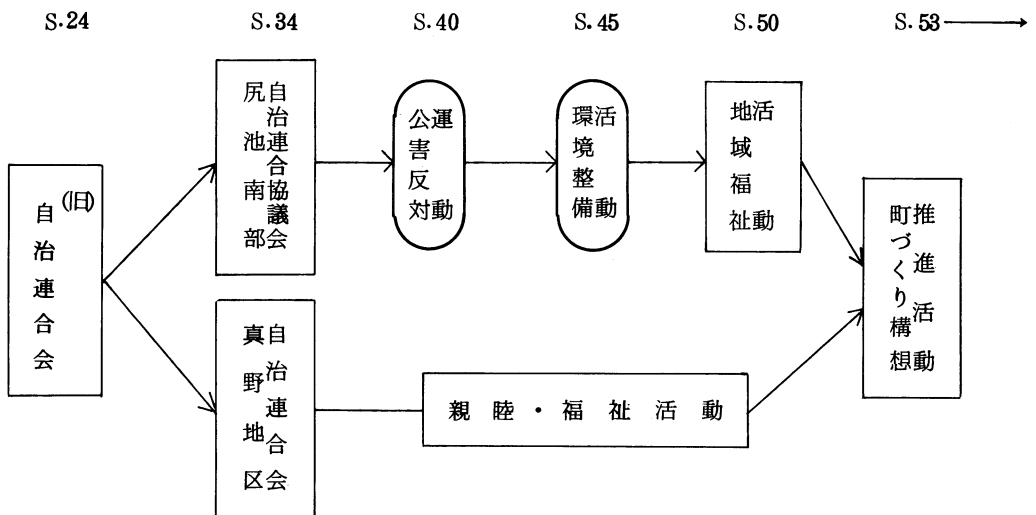 S.24
S.34
S.40
S.45
S.50
S.53
(旧)
自治連合会
尻池南部
自治連合協議会
公害反対
運動
環境整備
活動
地域福祉
活動
町づくり構想
推進活動
真野地区
自治連合会
親睦・福祉活動